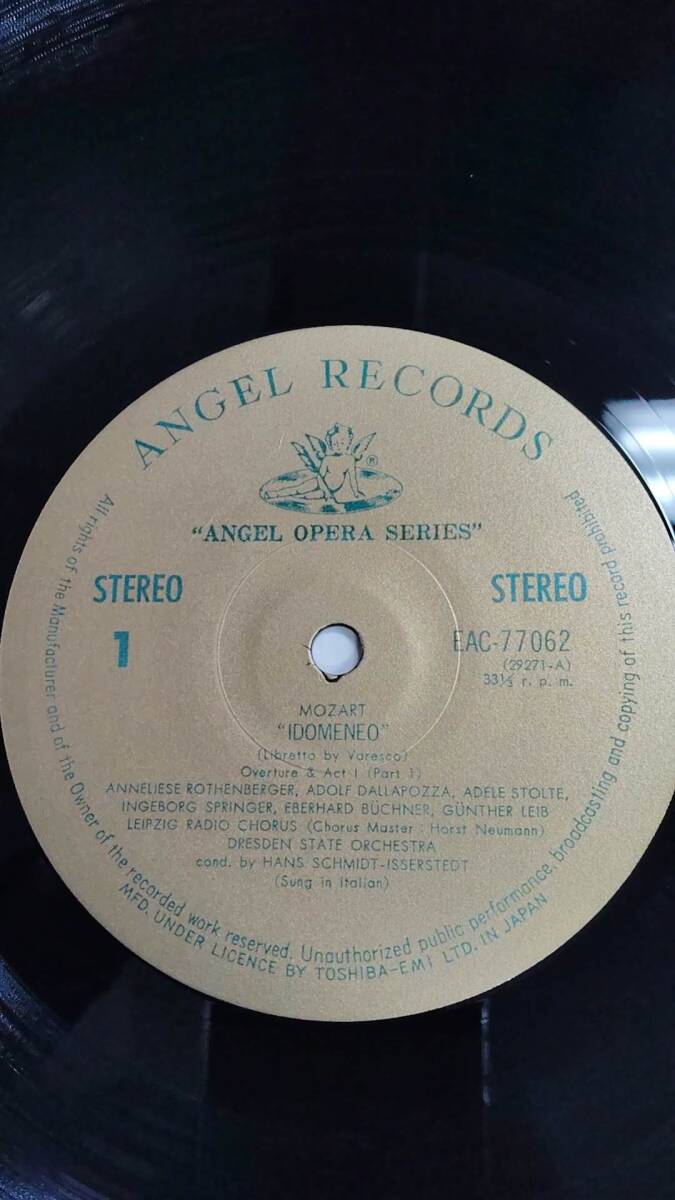 ANGEL RECORDS
®
"ANGEL OPERA SERIES"
STEREO STEREO
1 EAC-77062
(29271-A)
33⅓ r. p. m.
MOZART
"IDOMENEO"
(Libretto by Varesco)
Overture & Act I (Part 1)
ANNELIESE ROTHENBERGER, ADOLF DALLAPOZZA, ADELE STOLTE,
INGEBORG SPRINGER, EBERHARD BÜCHNER, GÜNTHER LEIB
LEIPZIG RADIO CHORUS (Chorus Master : Horst Neumann)
DRESDEN STATE ORCHESTRA
cond. by HANS SCHMIDT-ISSERSTEDT
(Sung in Italian)
All rights of the Manufacturer and of the Owner of the recorded work reserved. Unauthorized public performance, broadcasting and copying of this record prohibited
MFD. UNDER LICENCE BY TOSHIBA-EMI LTD. IN JAPAN